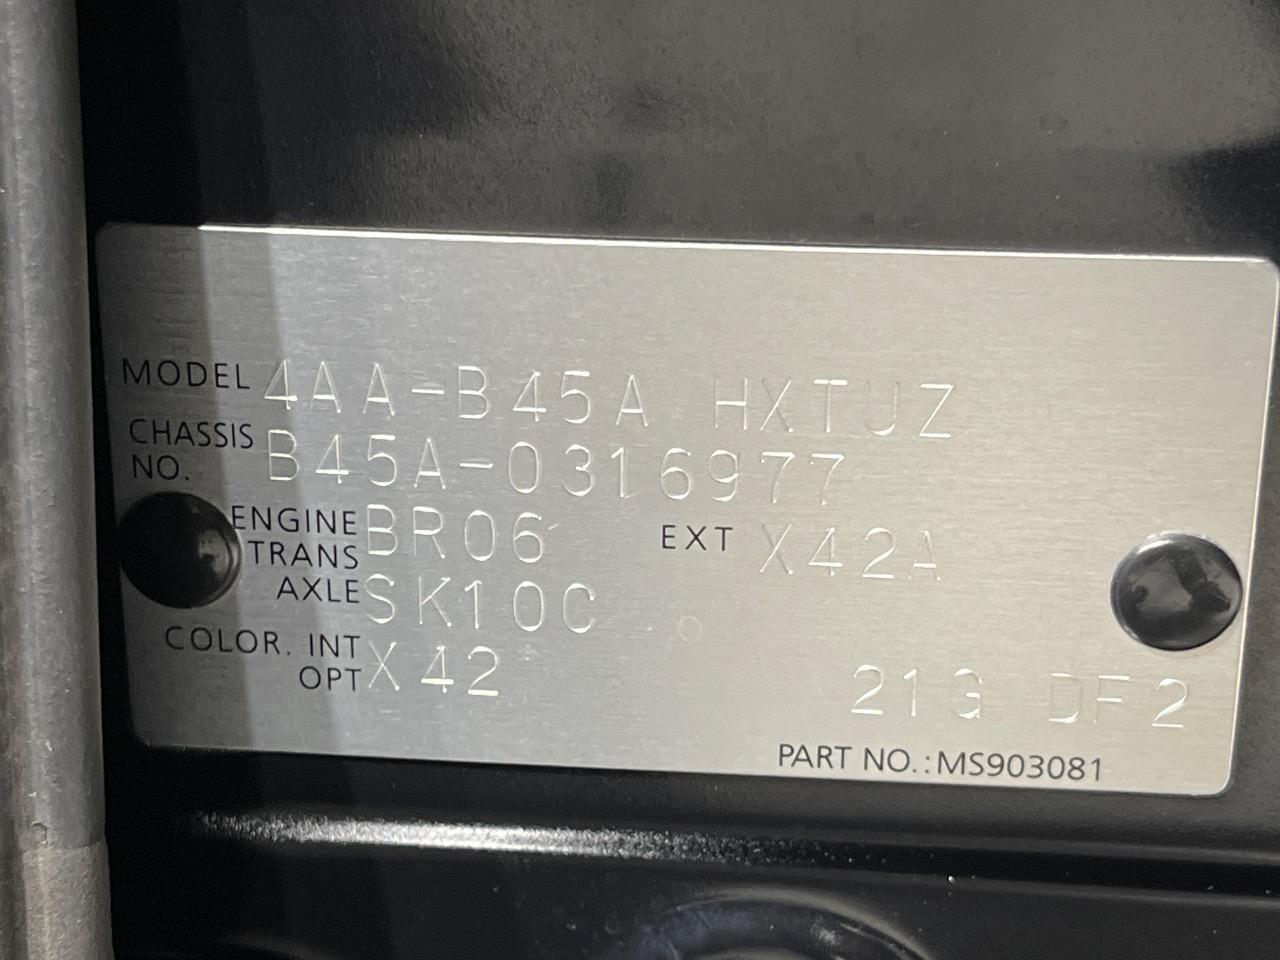 MODEL 4AA-B45A HXTUZ
CHASSIS NO. B45A-0316977
ENGINE BR06 EXT X42A
TRANS AXLE SK10C
COLOR. INT X42
OPT 21G DF2
PART NO.:MS903081